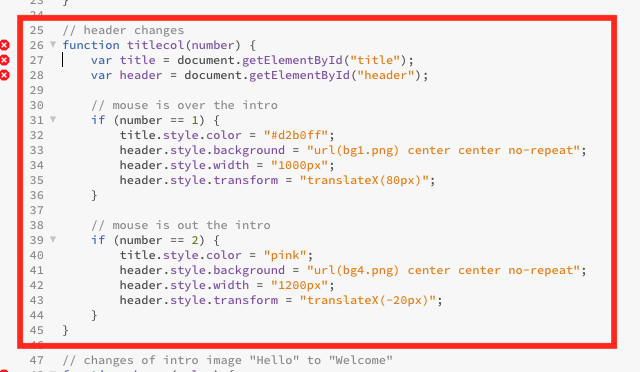 23 }
24
25 // header changes
26 function titlecol(number) {
27 var title = document.getElementById("title");
28 var header = document.getElementById("header");
29
30 // mouse is over the intro
31 if (number == 1) {
32 title.style.color = "#d2b0ff";
33 header.style.background = "url(bg1.png) center center no-repeat";
34 header.style.width = "1000px";
35 header.style.transform = "translateX(80px)";
36 }
37
38 // mouse is out the intro
39 if (number == 2) {
40 title.style.color = "pink";
41 header.style.background = "url(bg4.png) center center no-repeat";
42 header.style.width = "1200px";
43 header.style.transform = "translateX(-20px)";
44 }
45 }
46
47 // changes of intro image "Hello" to "Welcome"